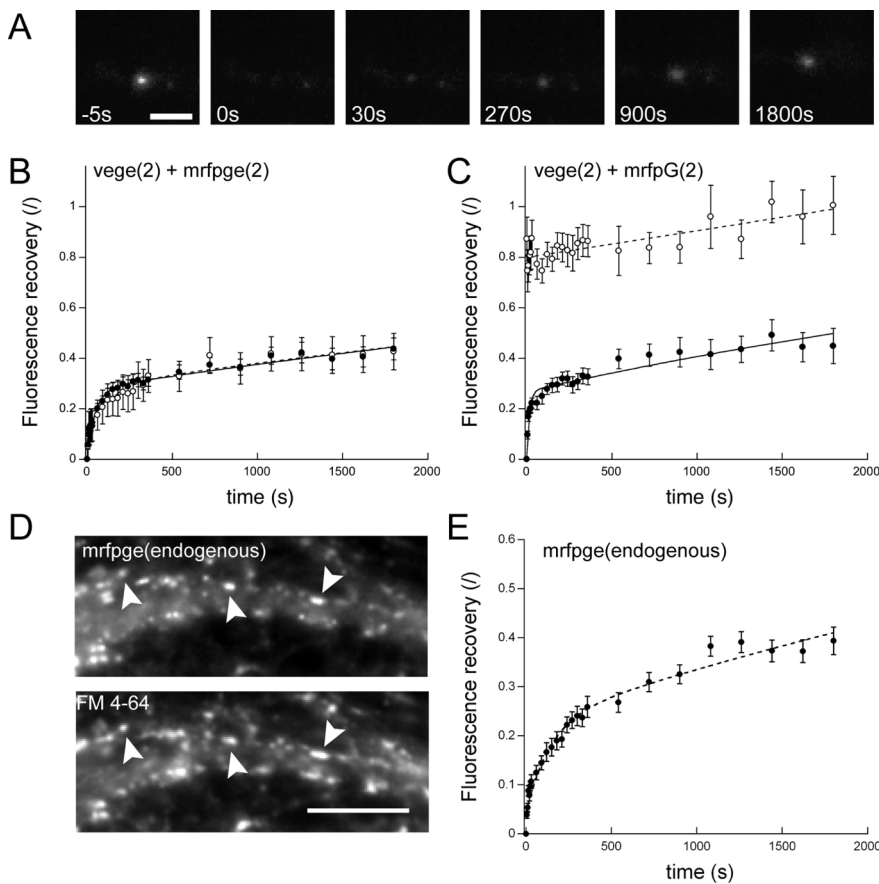 A
-5s
0s
30s
270s
900s
1800s
B
vege(2) + mrfpge(2)
Fluorescence recovery (/)
1
0.8
0.6
0.4
0.2
0
0
500
1000
1500
2000
time (s)
C
vege(2) + mrfpG(2)
Fluorescence recovery (/)
1
0.8
0.6
0.4
0.2
0
0
500
1000
1500
2000
time (s)
D
mrfpge(endogenous)
FM 4-64
E
mrfpge(endogenous)
Fluorescence recovery (/)
0.6
0.5
0.4
0.3
0.2
0.1
0
0
500
1000
1500
2000
time (s)